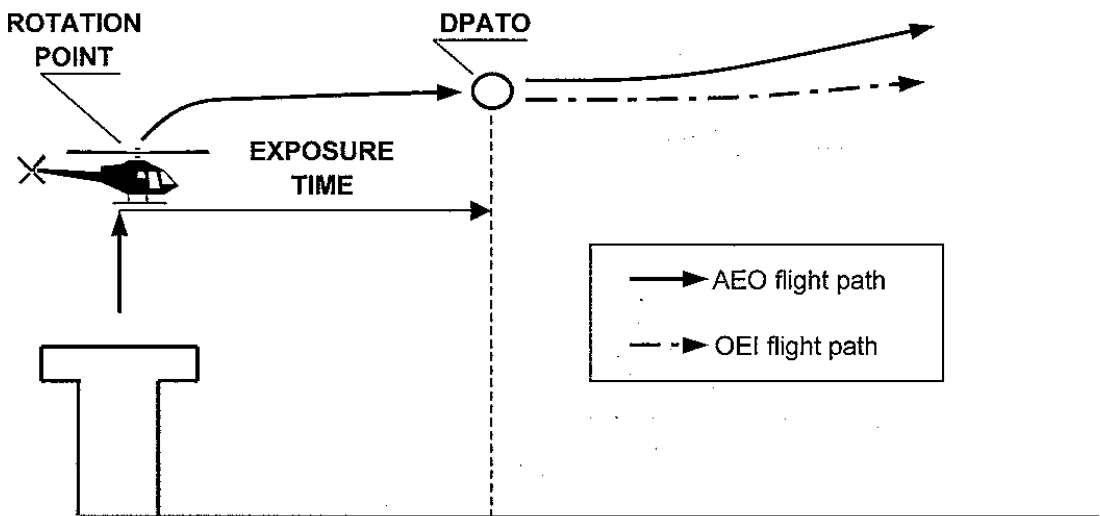 ROTATION
POINT
DPATO
EXPOSURE
TIME
AEO flight path
OEI flight path